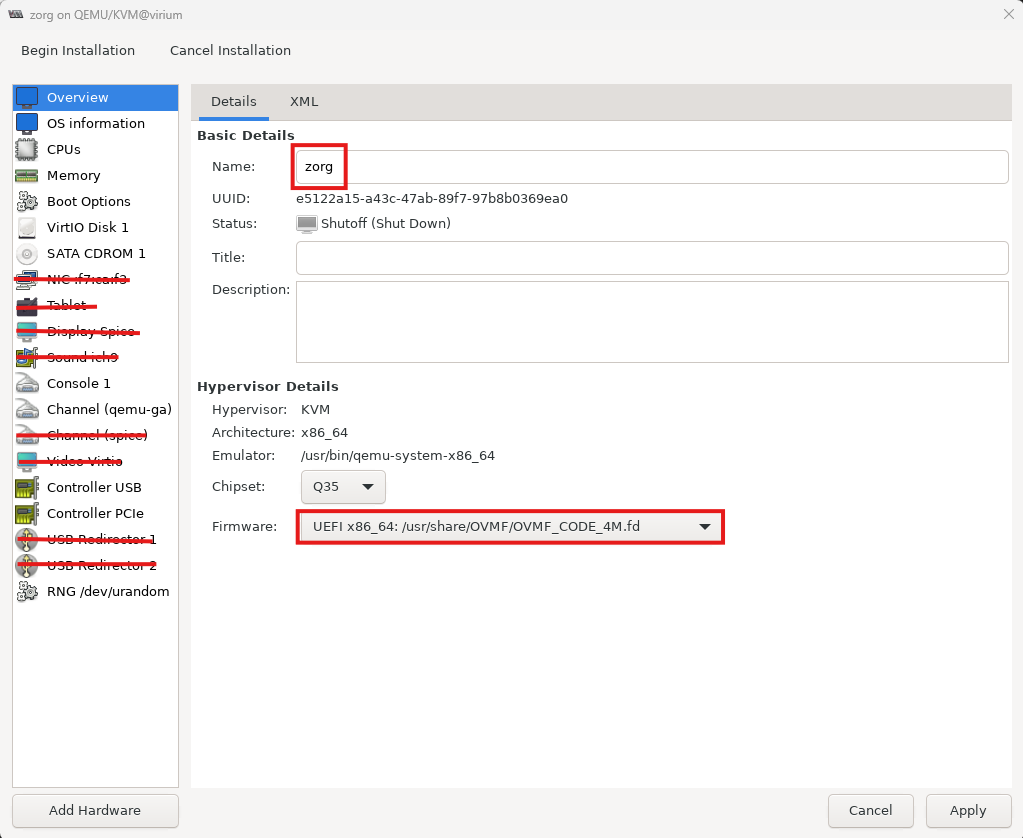 zorg on QEMU/KVM@virium
Begin Installation
Cancel Installation
Overview
OS information
CPUs
Memory
Boot Options
VirtIO Disk 1
SATA CDROM 1
NIC :f7:ca:f3
Tablet
Display Spice
Sound ich9
Console 1
Channel (qemu-ga)
Channel (spice)
Video Virtio
Controller USB
Controller PCIe
USB Redirector 1
USB Redirector 2
RNG /dev/urandom
Add Hardware
Details
XML
Basic Details
Name: zorg
UUID: e5122a15-a43c-47ab-89f7-97b8b0369ea0
Status: Shutoff (Shut Down)
Title:
Description:
Hypervisor Details
Hypervisor: KVM
Architecture: x86_64
Emulator: /usr/bin/qemu-system-x86_64
Chipset: Q35
Firmware: UEFI x86_64: /usr/share/OVMF/OVMF_CODE_4M.fd
Cancel
Apply